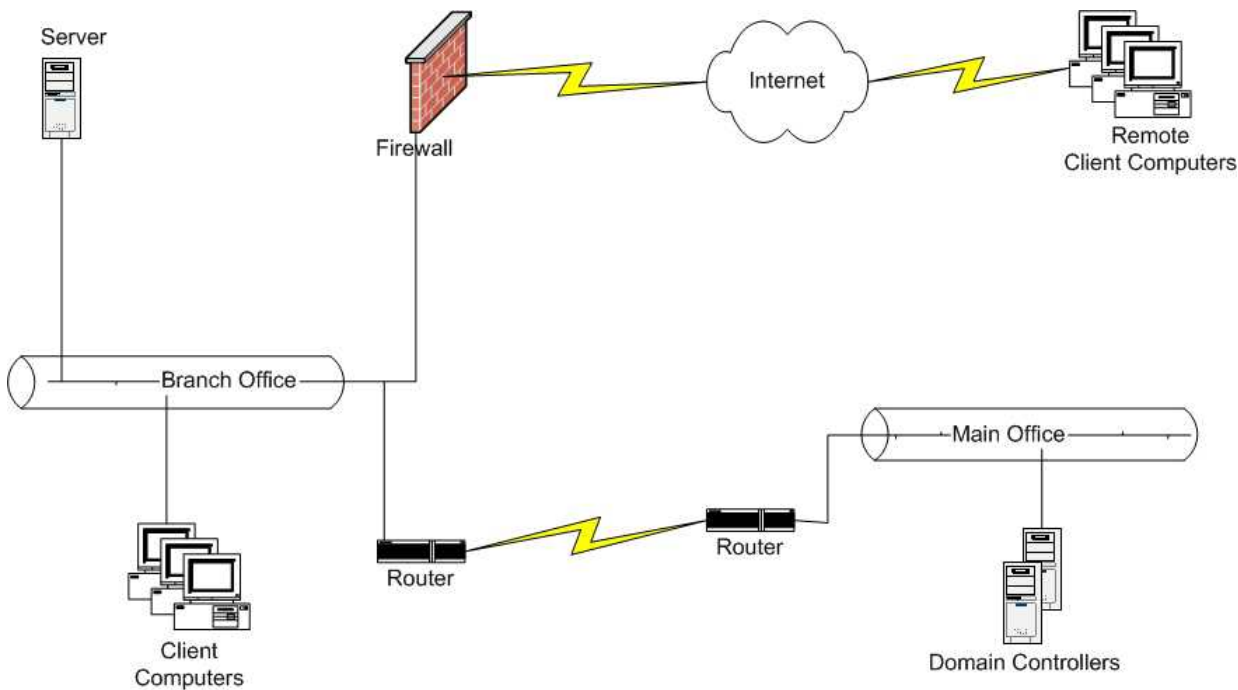 Server
Firewall
Internet
Remote
Client Computers
Branch Office
Main Office
Router
Router
Client
Computers
Domain Controllers